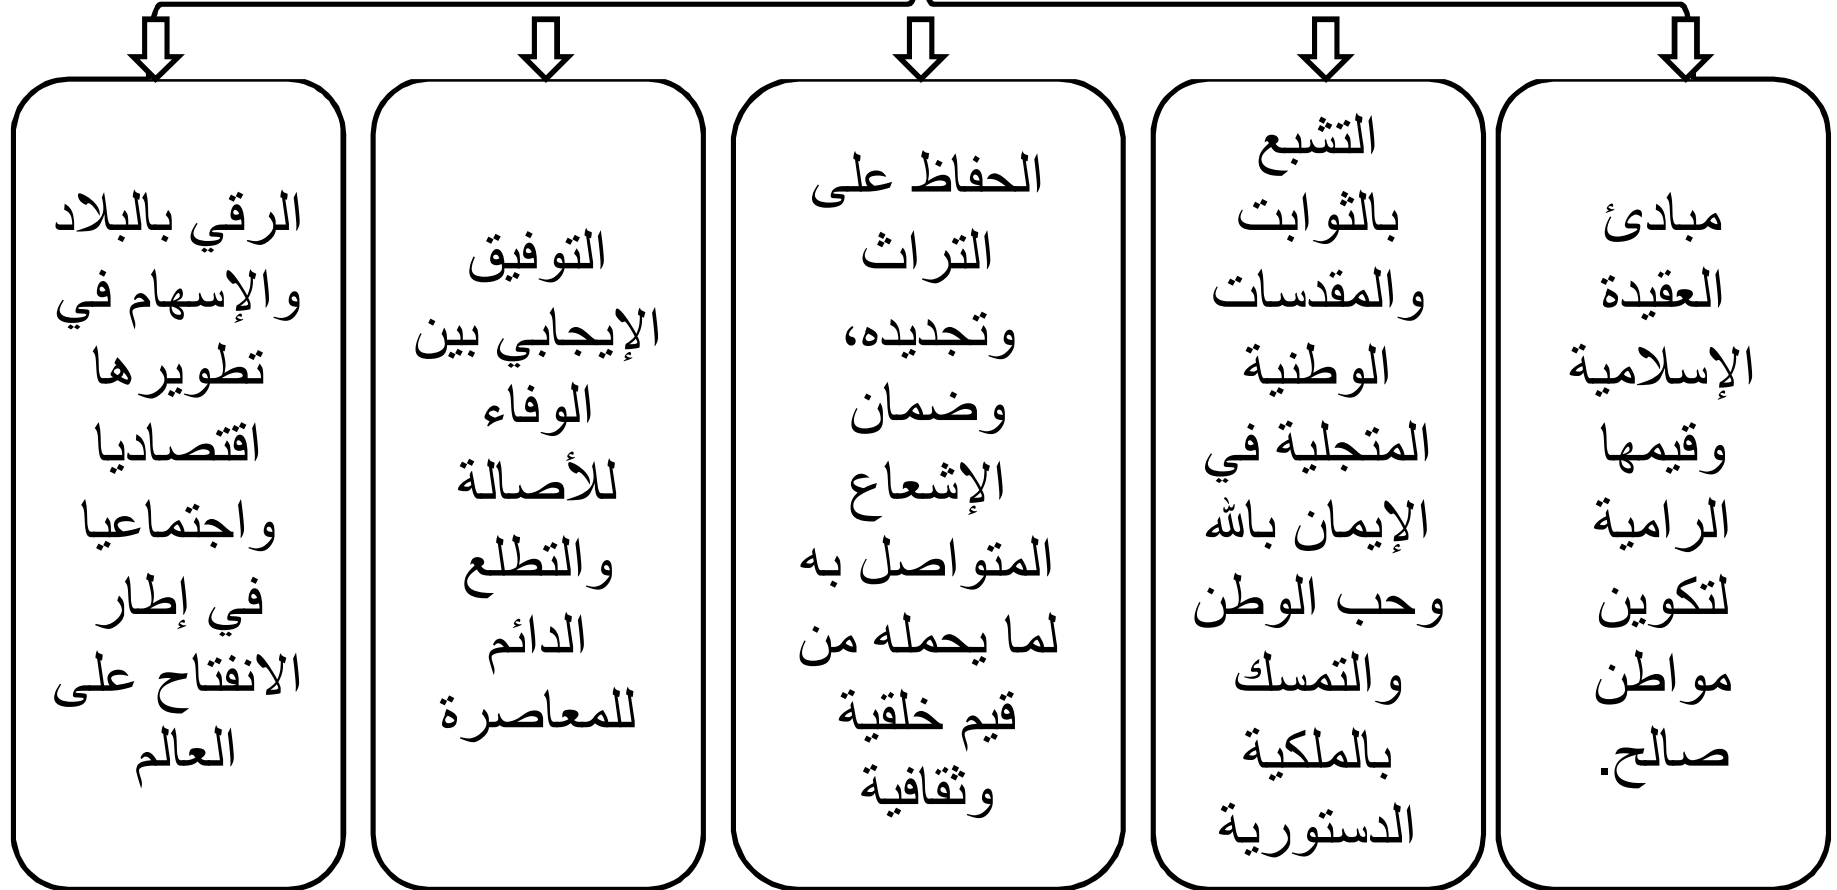 مبادئ
العقيدة
الإسلامية
وقيمها
الرامية
لتكوين
مواطن
صالح.
التشبع
بالثوابت
والمقدسات
الوطنية
المتجلية في
الإيمان بالله
وحب الوطن
والتمسك
بالملكية
الدستورية
الحفاظ على
التراث
وتجديده،
وضمان
الإشعاع
المتواصل به
لما يحمله من
قيم خلقية
وثقافية
التوفيق
الإيجابي بين
الوفاء
للأصالة
والتطلع
الدائم
للمعاصرة
الرقي بالبلاد
والإسهام في
تطويرها
اقتصاديا
واجتماعيا
في إطار
الانفتاح على
العالم